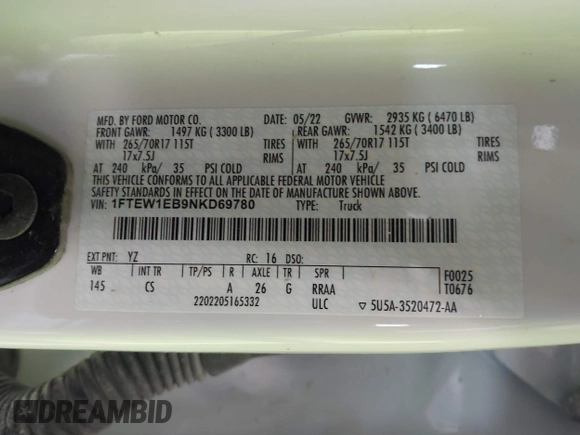 MFD. BY FORD MOTOR CO. 05/22 GVWR: 2935 KG ( 6470 LB)
FRONT GAWR: 1497 KG ( 3300 LB) REAR GAWR: 1542 KG ( 3400 LB)
WITH 265/70R17 115T TIRES WITH 265/70R17 115T TIRES
17x7.5J RIMS 17x7.5J RIMS
AT 240 kPa/ 35 PSI COLD AT 240 kPa/ 35 PSI COLD
THIS VEHICLE CONFORMS TO ALL APPLICABLE FEDERAL MOTOR VEHICLE
SAFETY STANDARDS IN EFFECT ON THE DATE OF MANUFACTURE SHOWN ABOVE.
VIN: 1FTEW1EB9NKD69780 TYPE: Truck
EXT PNT: YZ RC: 16 DSO:
WB INT TR TP/PS R AXLE TR SPR F0025
145 CS A 26 G RRAA T0676
2202205165332 ULC ▽ 5U5A-3520472-AA
DREAMBID